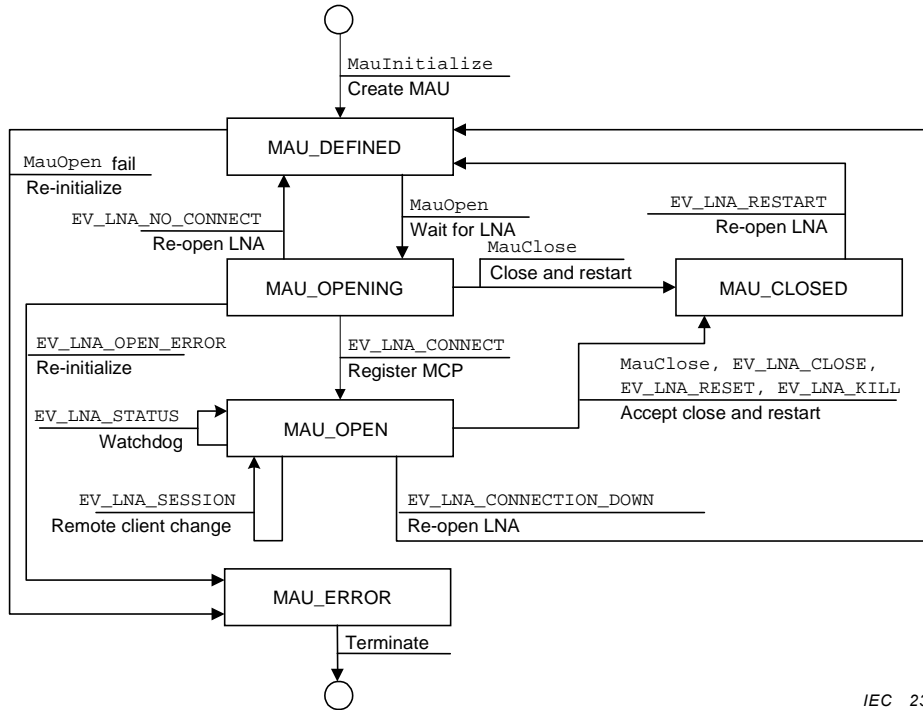 MauInitialize
Create MAU
MAU_DEFINED
MauOpen fail
Re-initialize
EV_LNA_NO_CONNECT
Re-open LNA
MauOpen
Wait for LNA
EV_LNA_RESTART
Re-open LNA
MauClose
Close and restart
MAU_OPENING
MAU_CLOSED
EV_LNA_OPEN_ERROR
Re-initialize
EV_LNA_CONNECT
Register MCP
MauClose, EV_LNA_CLOSE,
EV_LNA_RESET, EV_LNA_KILL
Accept close and restart
EV_LNA_STATUS
Watchdog
MAU_OPEN
EV_LNA_SESSION
Remote client change
EV_LNA_CONNECTION_DOWN
Re-open LNA
MAU_ERROR
Terminate
IEC 23